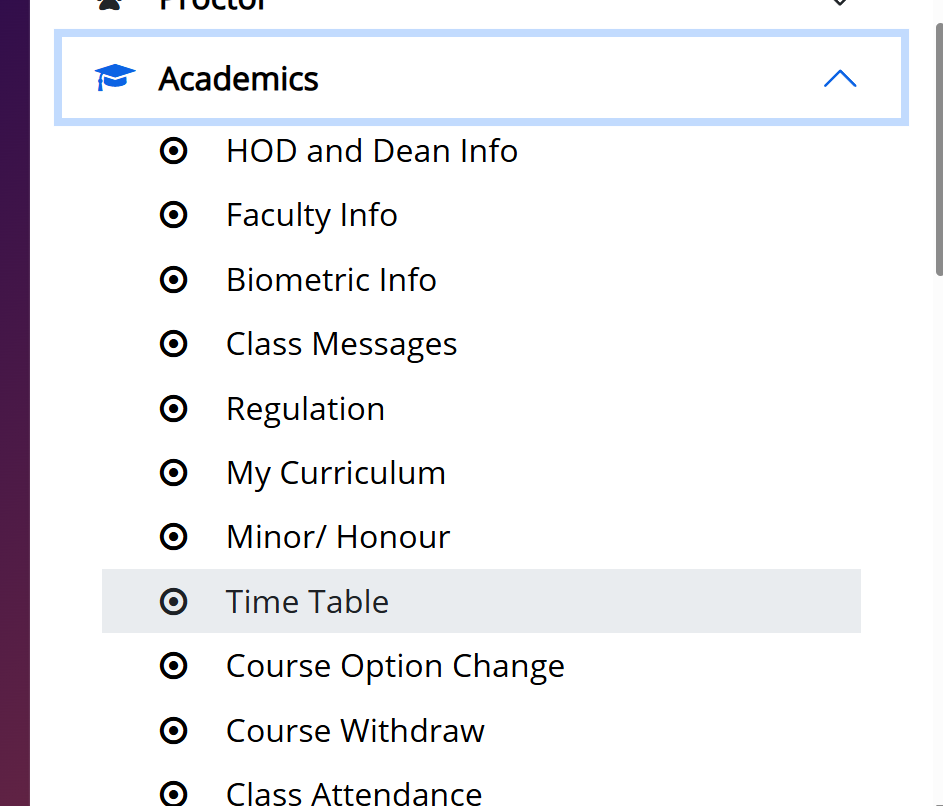 Proctor
Academics
HOD and Dean Info
Faculty Info
Biometric Info
Class Messages
Regulation
My Curriculum
Minor/ Honour
Time Table
Course Option Change
Course Withdraw
Class Attendance